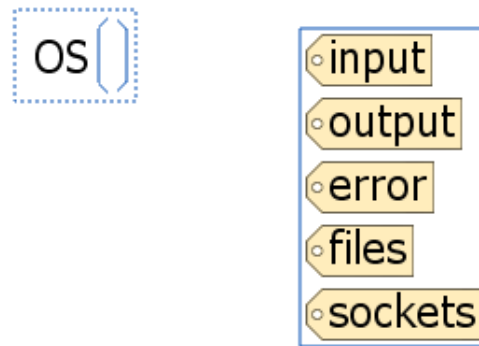 OS()
input
output
error
files
sockets